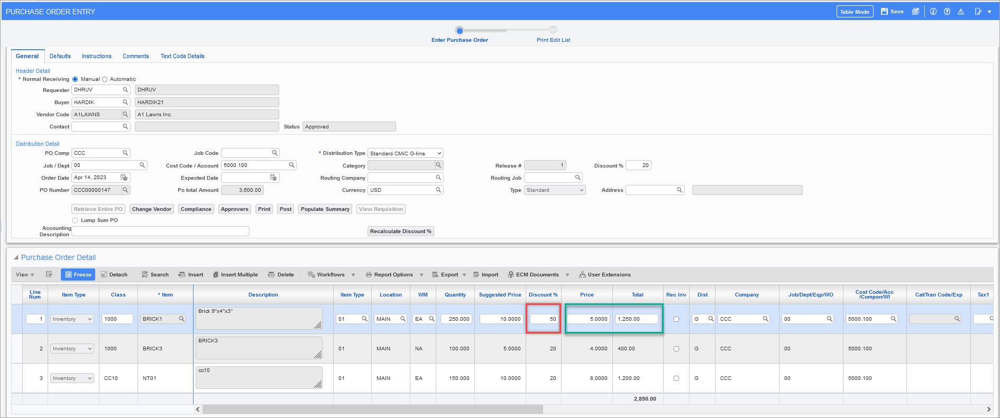 PURCHASE ORDER ENTRY Table Mode Save
Enter Purchase Order Print Edit List
General Defaults Instructions Comments Text Code Details
Header Detail
* Normal Receiving Manual Automatic
Requester DHRUV DHRUV
Buyer HARDIK HARDIK21
Vendor Code A1LAWNS A1 Lawns Inc.
Contact Status Approved
Distribution Detail
PO Comp CCC Job Code * Distribution Type Standard CMiC G-line
Job / Dept 00 Cost Code / Account 5000.100 Category Release # 1 Discount % 20
Order Date Apr 14, 2023 Expected Date Routing Company Routing Job
PO Number CCC00000147 Po total Amount 3,600.00 Currency USD Type Standard Address
Retrieve Entire PO Change Vendor Compliance Approvers Print Post Populate Summary View Requisition
Lump Sum PO
Accounting
Description Recalculate Discount %
Purchase Order Detail
View Freeze Detach Search Insert Insert Multiple Delete Workflows Report Options Export Import ECM Documents User Extensions
Line Num Item Type Class * Item Description Item Type Location WM Quantity Suggested Price Discount % Price Total Rec Inv Dist Company Job/Dept/Eqp/WO Cost Code/Acc /Compon/WI Cat/Tran Code/Exp Tax1
1 Inventory 1000 BRICK1 Brick 9"x4"x3" 01 MAIN EA 250.000 10.0000 50 5.0000 1,250.00 G CCC 00 5000.100
2 Inventory 1000 BRICK3 BRICK3 01 MAIN NA 100.000 5.0000 20 4.0000 400.00 G CCC 00 5000.100
3 Inventory CC10 NT01 cc10 01 MAIN EA 150.000 10.0000 20 8.0000 1,200.00 G CCC 00 5000.100
2,850.00